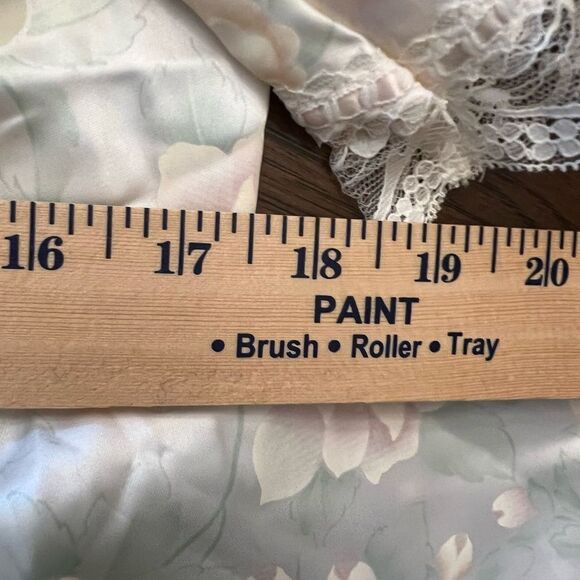 16 17 18 19 20
PAINT
• Brush • Roller • Tray